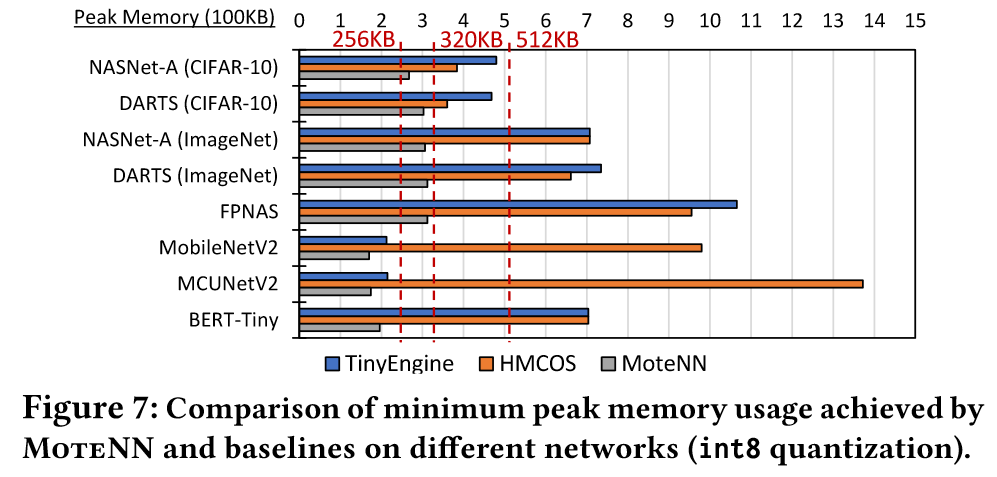 Peak Memory (100KB) 0 1 2 3 4 5 6 7 8 9 10 11 12 13 14 15
256KB 320KB 512KB
NASNet-A (CIFAR-10)
DARTS (CIFAR-10)
NASNet-A (ImageNet)
DARTS (ImageNet)
FPNAS
MobileNetV2
MCUNetV2
BERT-Tiny
TinyEngine HMCOS MoteNN
Figure 7: Comparison of minimum peak memory usage achieved by
MoteNN and baselines on different networks (int8 quantization).